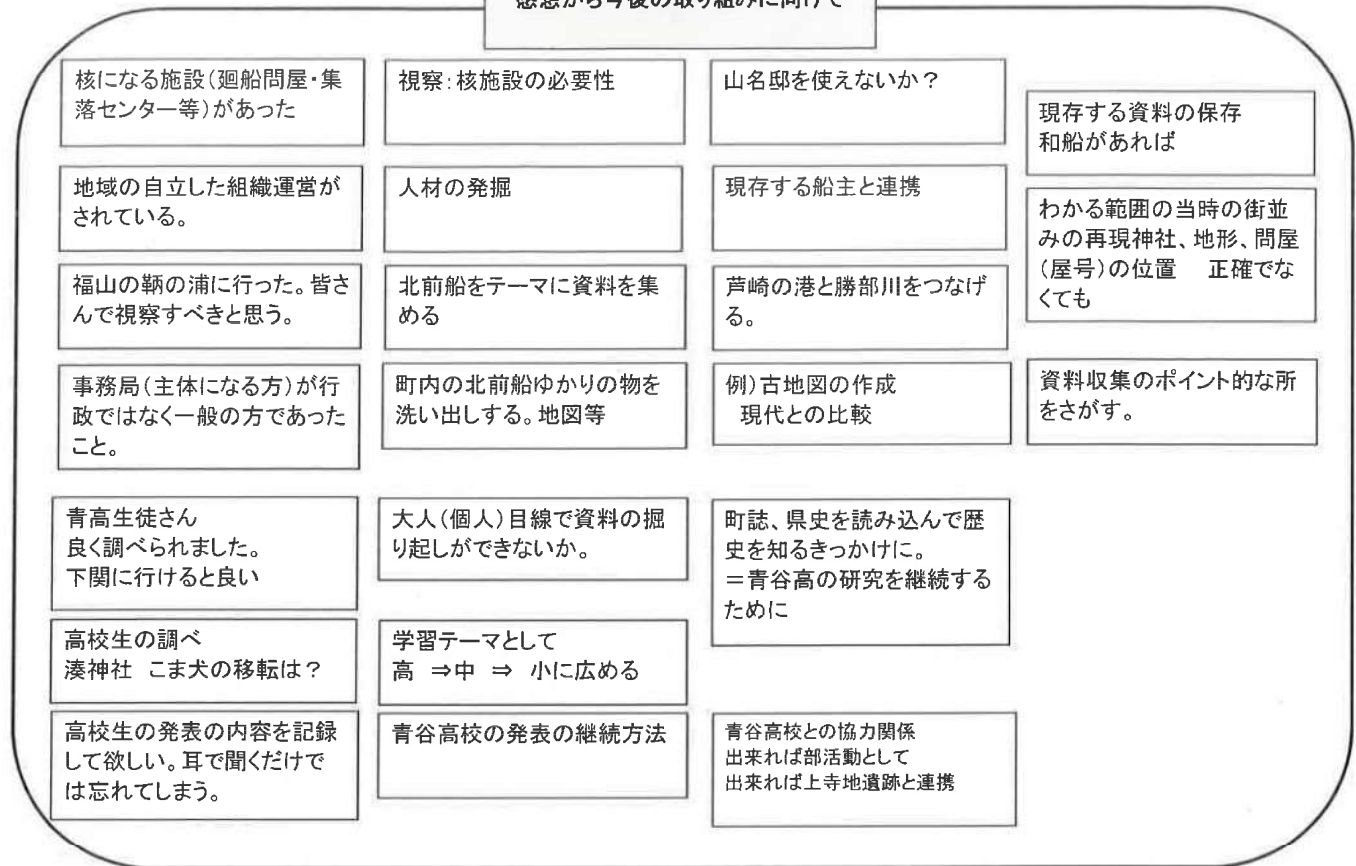 感想から今後の取り組みに向けて
核になる施設(廻船問屋・集
落センター等)があった
視察：核施設の必要性
山名邸を使えないか？
現存する資料の保存
和船があれば
地域の自立した組織運営が
されている。
人材の発掘
現存する船主と連携
わかる範囲の当時の街並
みの再現神社、地形、問屋
(屋号)の位置　正確でな
くても
福山の鞆の浦に行った。皆さ
んで視察すべきと思う。
北前船をテーマに資料を集
める
芦崎の港と勝部川をつなげ
る。
事務局(主体になる方)が行
政ではなく一般の方であった
こと。
町内の北前船ゆかりの物を
洗い出しする。地図等
例)古地図の作成
現代との比較
資料収集のポイント的な所
をさがす。
青高生徒さん
良く調べられました。
下関に行けると良い
大人(個人)目線で資料の掘
り起しができないか。
町誌、県史を読み込んで歴
史を知るきっかけに。
＝青谷高の研究を継続する
ために
高校生の調べ
湊神社　こま犬の移転は？
学習テーマとして
高　⇒中　⇒　小に広める
高校生の発表の内容を記録
して欲しい。耳で聞くだけで
は忘れてしまう。
青谷高校の発表の継続方法
青谷高校との協力関係
出来れば部活動として
出来れば上寺地遺跡と連携